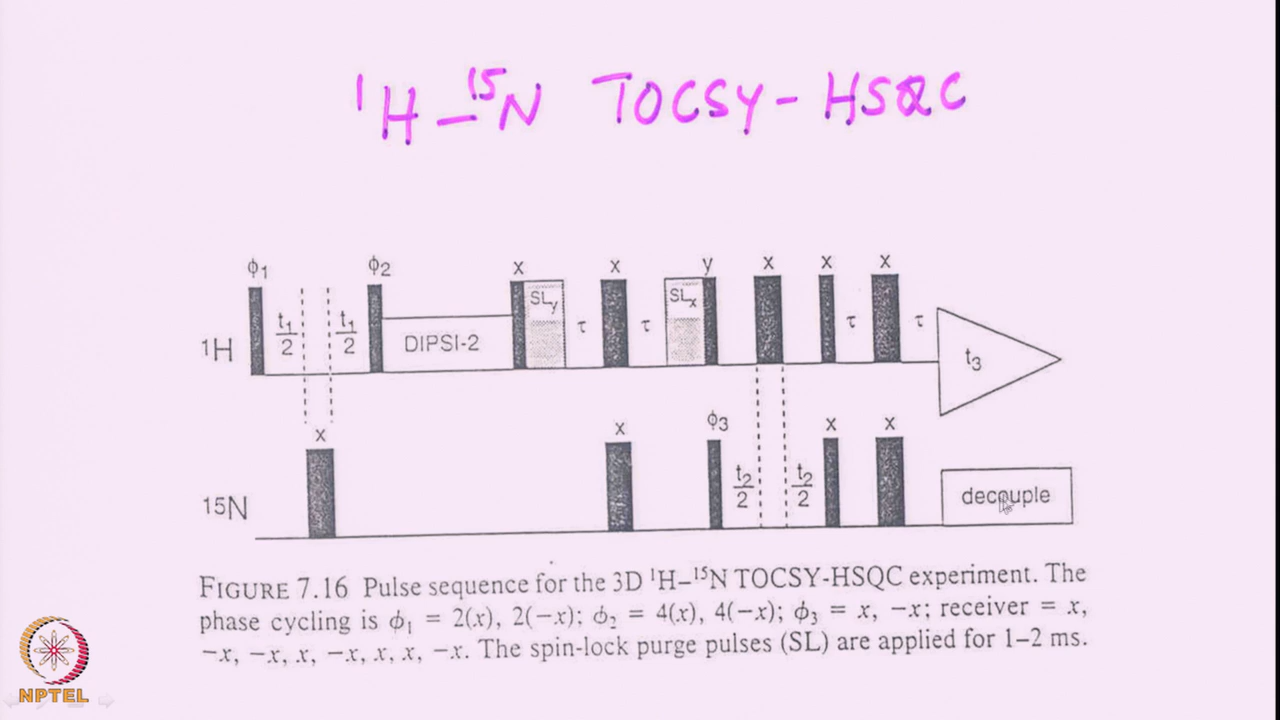 ¹H–¹⁵N TOCSY– HSQC
ϕ1 ϕ2 x x y x x x
SLy SLx
t1/2 t1/2 τ τ τ τ
¹H DIPSI-2 t3
x x ϕ3 x x
t2/2 t2/2
15N decouple
FIGURE 7.16 Pulse sequence for the 3D ¹H–¹⁵N TOCSY-HSQC experiment. The
phase cycling is ϕ₁ = 2(x), 2(−x); ϕ₂ = 4(x), 4(−x); ϕ₃ = x, −x; receiver = x,
−x, −x, x, −x, x, x, −x. The spin-lock purge pulses (SL) are applied for 1–2 ms.
NPTEL